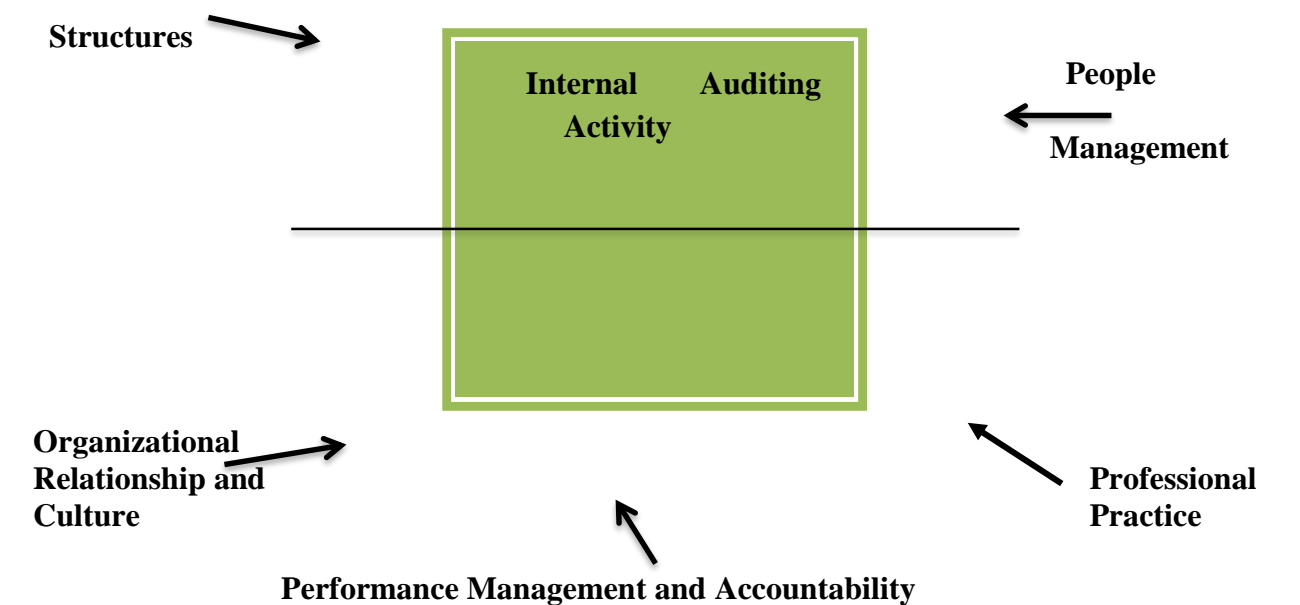 Structures
Internal Auditing
Activity
People
Management
Organizational
Relationship and
Culture
Professional
Practice
Performance Management and Accountability